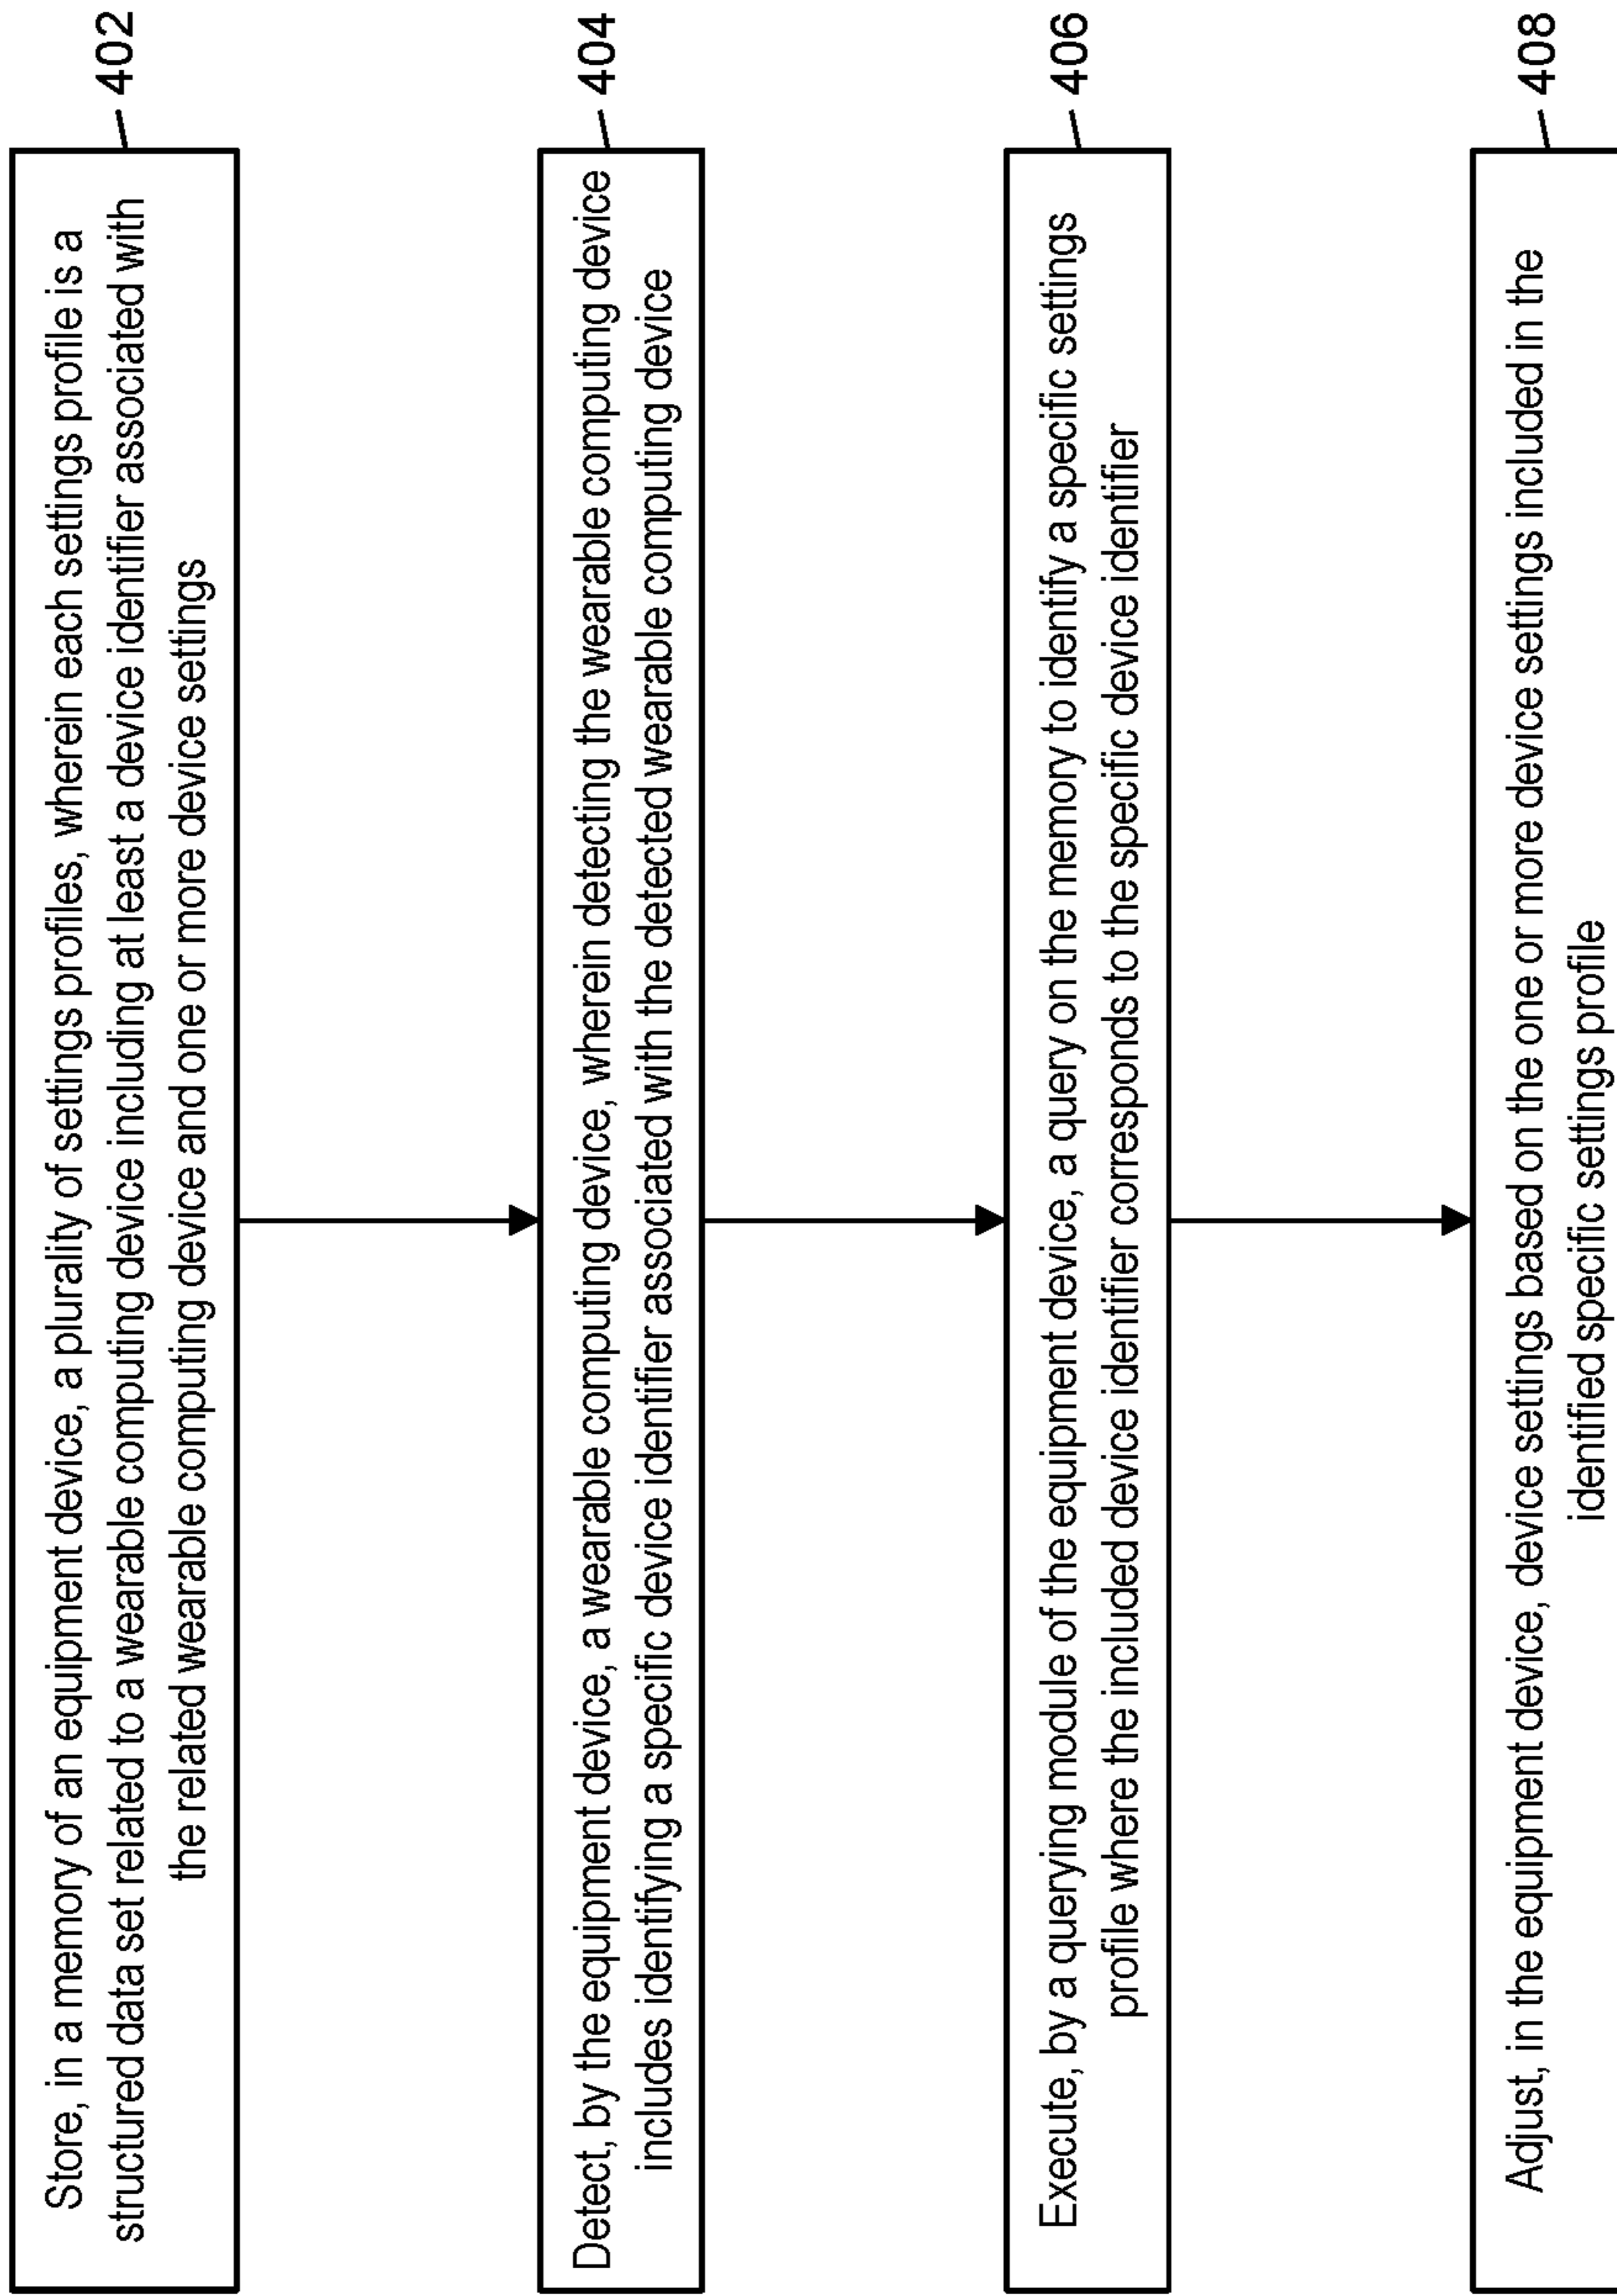 402
Store, in a memory of an equipment device, a plurality of settings profiles, wherein each settings profile is a
structured data set related to a wearable computing device including at least a device identifier associated with
the related wearable computing device and one or more device settings
404
Detect, by the equipment device, a wearable computing device, wherein detecting the wearable computing device
includes identifying a specific device identifier associated with the detected wearable computing device
406
Execute, by a querying module of the equipment device, a query on the memory to identify a specific settings
profile where the included device identifier corresponds to the specific device identifier
408
Adjust, in the equipment device, device settings based on the one or more device settings included in the
identified specific settings profile